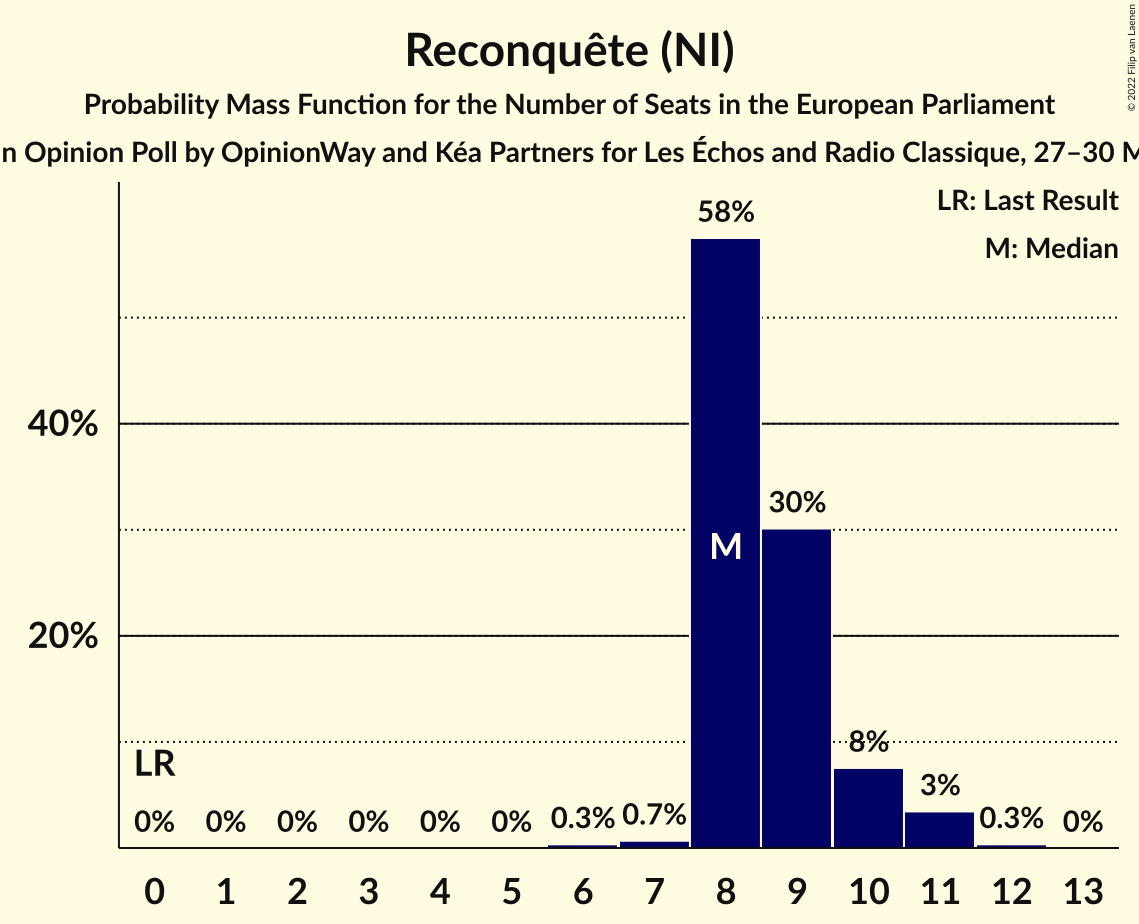 Reconquête (NI)
Probability Mass Function for the Number of Seats in the European Parliament
n Opinion Poll by OpinionWay and Kéa Partners for Les Échos and Radio Classique, 27–30 M
© 2022 Filip van Laenen
LR: Last Result
M: Median
58%
40%
30%
M
20%
8%
LR
3%
0% 0% 0% 0% 0% 0% 0.3% 0.7% 0.3% 0%
0 1 2 3 4 5 6 7 8 9 10 11 12 13